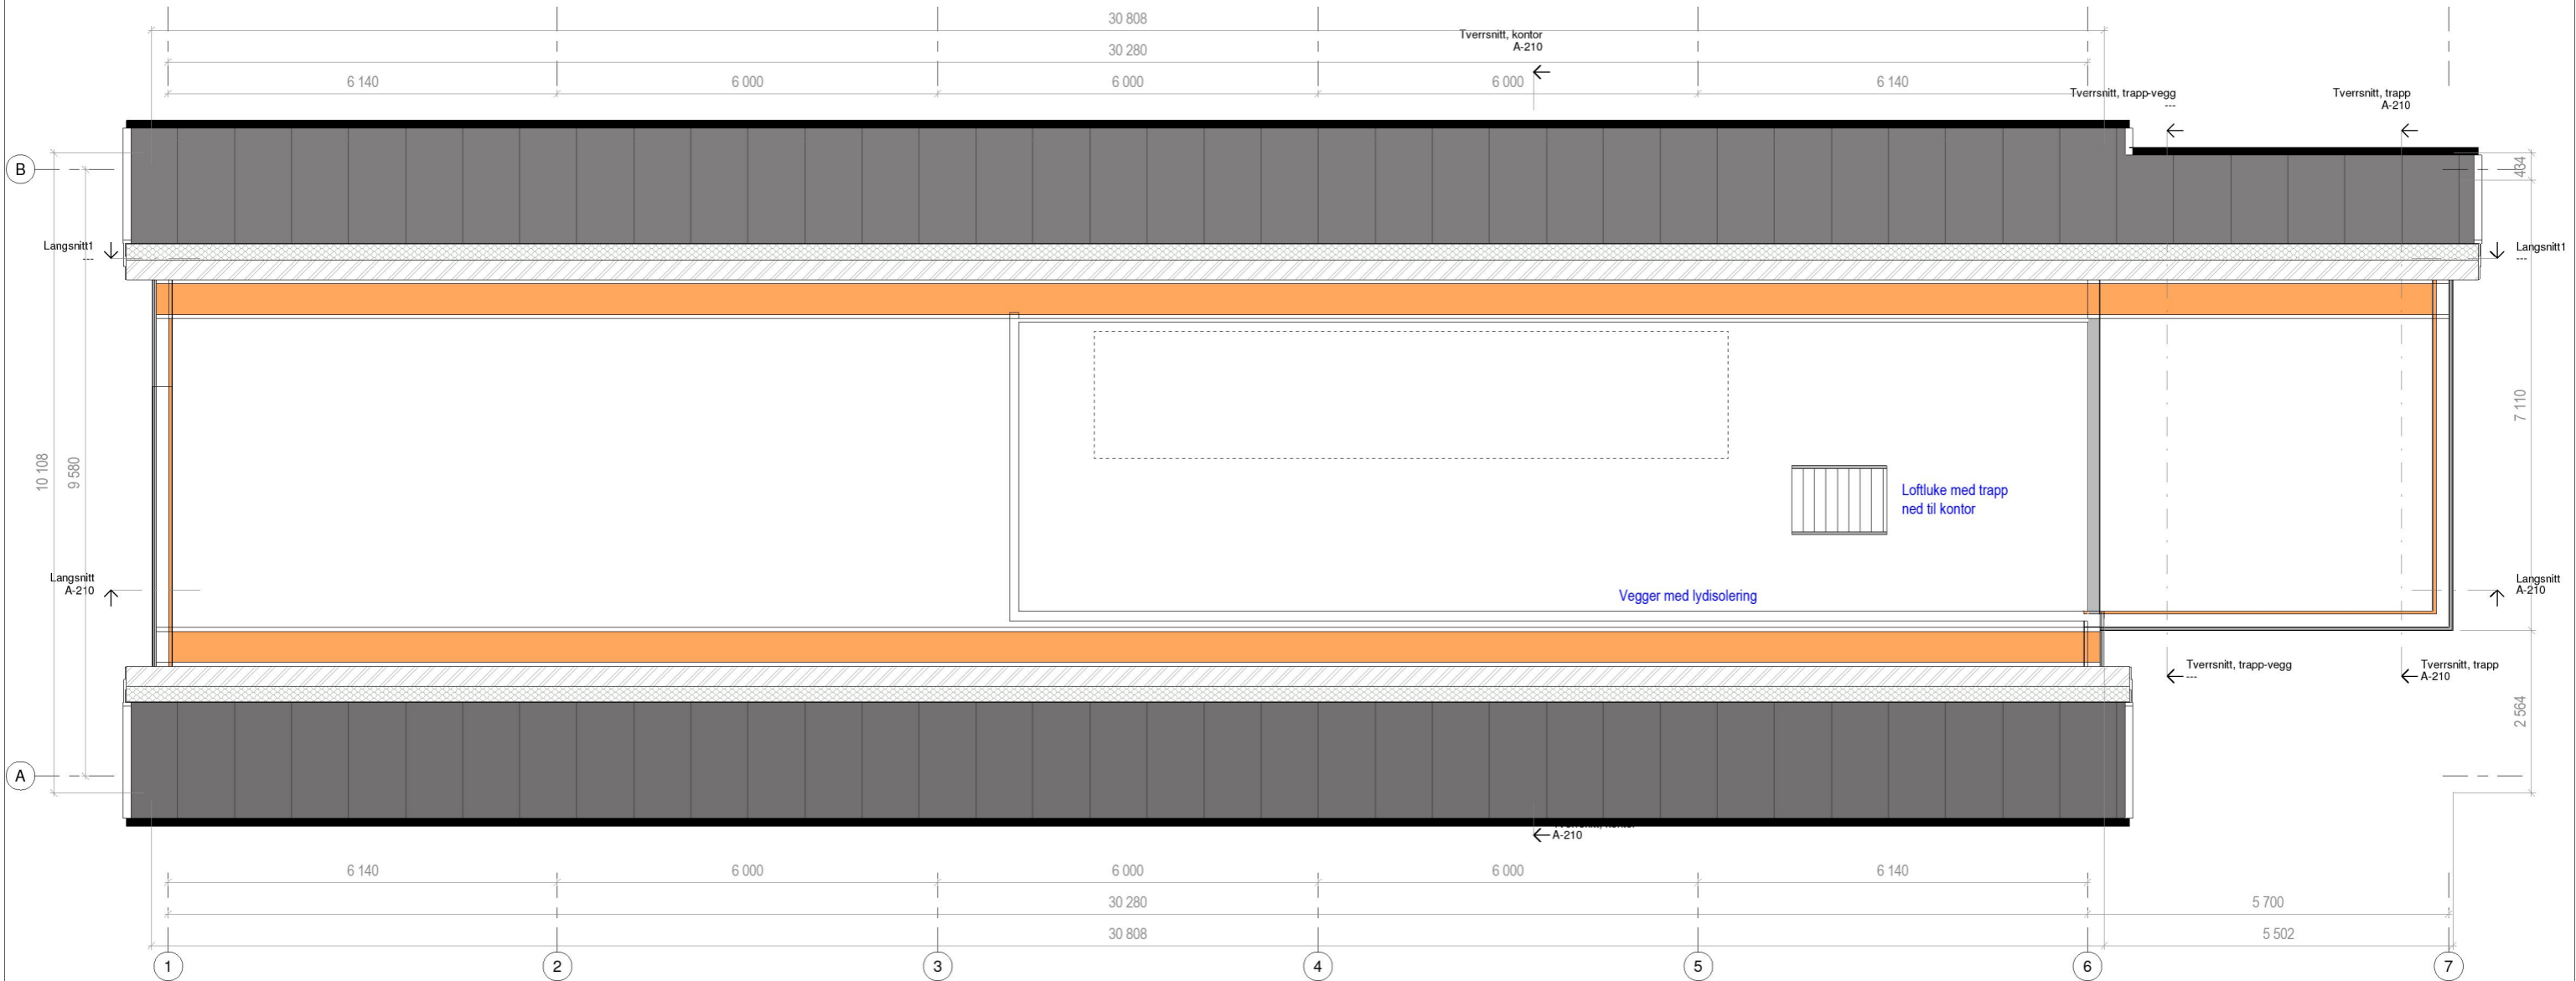 30 808
Tverrsnitt, kontor
A-210
30 280
6 140
6 000
6 000
6 000
6 140
Tverrsnitt, trapp-vegg
---
Tverrsnitt, trapp
A-210
B
434
Langsnitt1
---
Langsnitt1
---
7 110
10 108
9 580
Loftluke med trapp
ned til kontor
Langsnitt
A-210
Vegger med lydisolering
Langsnitt
A-210
Tverrsnitt, trapp-vegg
---
Tverrsnitt, trapp
A-210
2 564
A
A-210
6 140
6 000
6 000
6 000
6 140
30 280
5 700
30 808
5 502
1
2
3
4
5
6
7